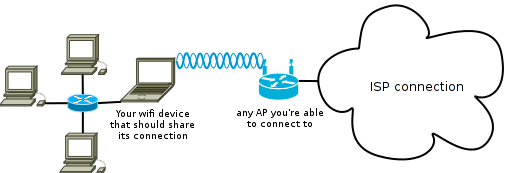 Your wifi device
that should share
its connection
any AP you're able
to connect to
ISP connection